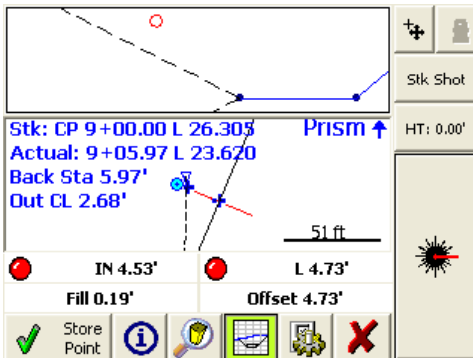 Stk Shot
Stk: CP 9+00.00 L 26.305
Prism
HT: 0.00'
Actual: 9+05.97 L 23.620
Back Sta 5.97'
Out CL 2.68'
51 ft
IN 4.53'
L 4.73'
Fill 0.19'
Offset 4.73'
Store
Point